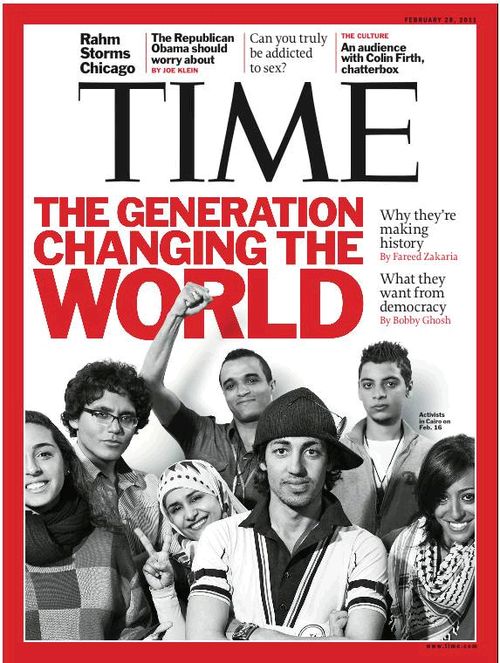 FEBRUARY 28, 2011
Rahm
Storms
Chicago
The Republican
Obama should
worry about
BY JOE KLEIN
Can you truly
be addicted
to sex?
THE CULTURE
An audience
with Colin Firth,
chatterbox
TIME
THE GENERATION
CHANGING THE
WORLD
Why they're
making
history
By Fareed Zakaria
What they
want from
democracy
By Bobby Ghosh
Activists
in Cairo on
Feb. 16
www.time.com